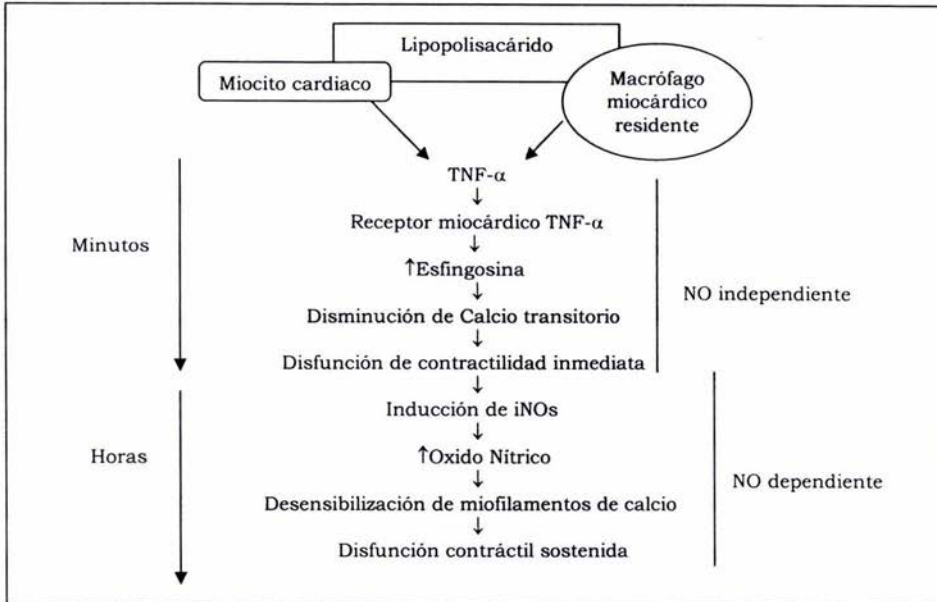 Lipopolisacárido
Miocito cardiaco
Macrófago
miocárdico
residente
TNF-α
↓
Receptor miocárdico TNF-α
↓
Minutos
↑Esfingosina
↓
NO independiente
Disminución de Calcio transitorio
↓
Disfunción de contractilidad inmediata
↓
Inducción de iNOs
↓
Horas
↑Oxido Nítrico
↓
NO dependiente
Desensibilización de miofilamentos de calcio
↓
Disfunción contráctil sostenida